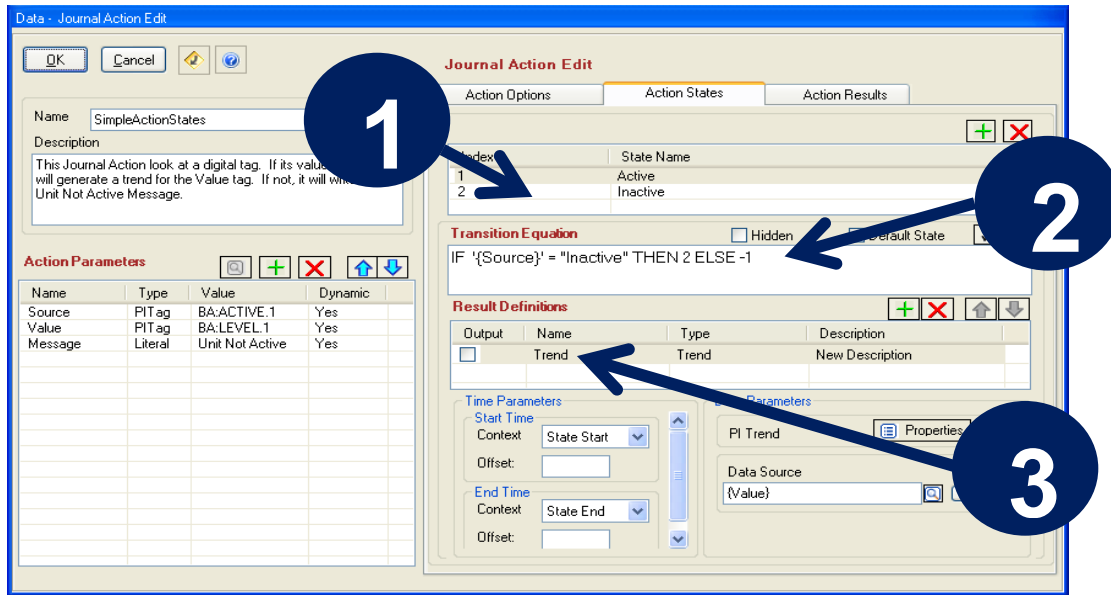 Data - Journal Action Edit
OK Cancel
Journal Action Edit
Action Options Action States Action Results
Name SimpleActionStates
Description
This Journal Action look at a digital tag. If its
will generate a trend for the Value tag. If not, it will
Unit Not Active Message.
1
Index State Name
1 Active
2 Inactive
2
Transition Equation Hidden Default State
IF '{Source}' = "Inactive" THEN 2 ELSE -1
Action Parameters
Name Type Value Dynamic
Source PITag BA:ACTIVE.1 Yes
Value PITag BA:LEVEL.1 Yes
Message Literal Unit Not Active Yes
Result Definitions
Output Name Type Description
Trend Trend New Description
Time Parameters
Start Time
Context State Start
Offset:
End Time
Context State End
Offset:
Parameters
PI Trend Properties
Data Source
{Value}
3